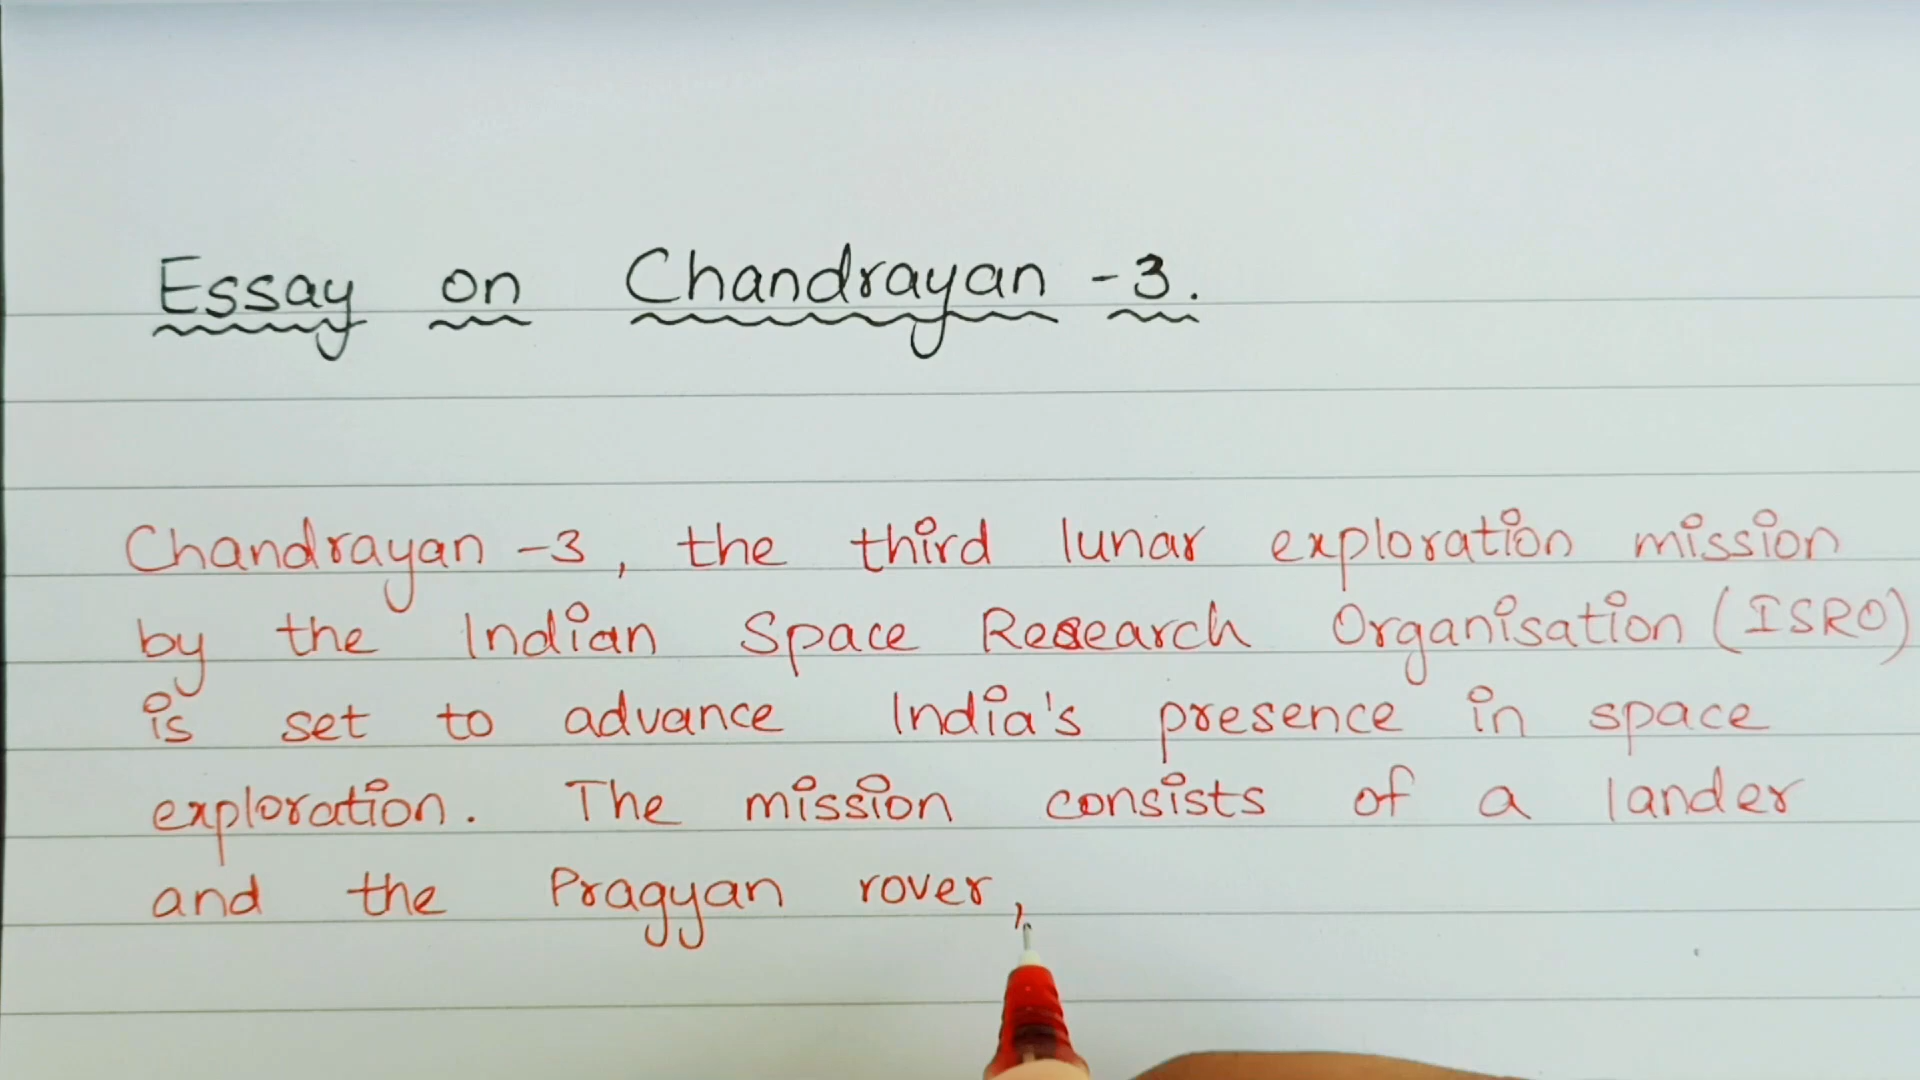 Essay on Chandrayan -3.
Chandrayan -3, the third lunar exploration mission
by the Indian Space Research Organisation (ISRO)
is set to advance India's presence in space
exploration. The mission consists of a lander
and the Pragyan rover,